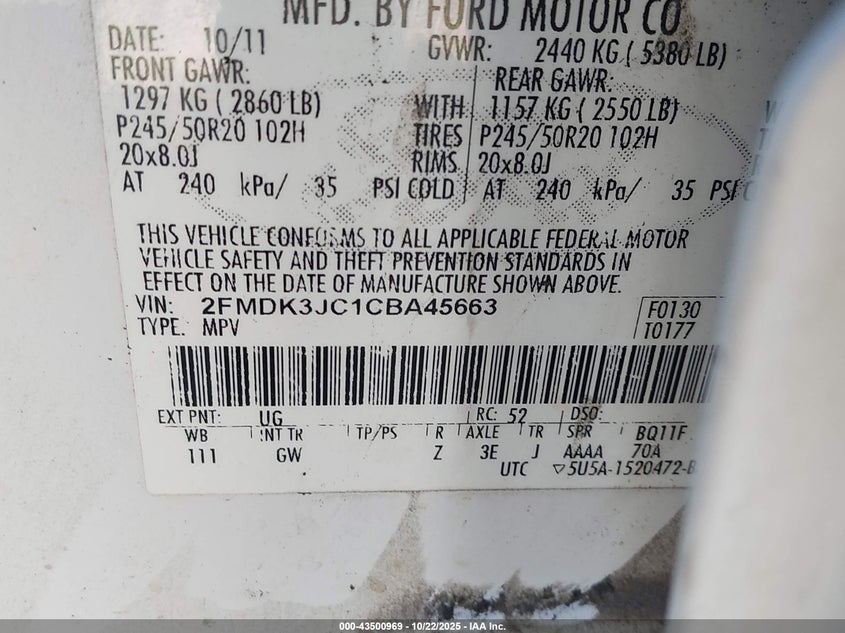 MFD. BY FORD MOTOR CO
DATE: 10/11 GVWR: 2440 KG ( 5380 LB)
FRONT GAWR: REAR GAWR:
1297 KG ( 2860 LB) WITH 1157 KG ( 2550 LB)
P245/50R20 102H TIRES P245/50R20 102H
20x8.0J RIMS 20x8.0J
AT 240 kPa/ 35 PSI COLD AT 240 kPa/ 35 PSI
THIS VEHICLE CONFORMS TO ALL APPLICABLE FEDERAL MOTOR
VEHICLE SAFETY AND THEFT PREVENTION STANDARDS IN
EFFECT ON THE DATE OF MANUFACTURE SHOWN ABOVE.
VIN: 2FMDK3JC1CBA45663 F0130
TYPE: MPV T0177
EXT PNT: UG RC: 52 DSO:
WB INT TR TP/PS R AXLE TR SPR BQ11F
111 GW Z 3E J AAAA 70A
UTC ▽5U5A-1520472-B
000-43500969 - 10/22/2025 - IAA Inc.